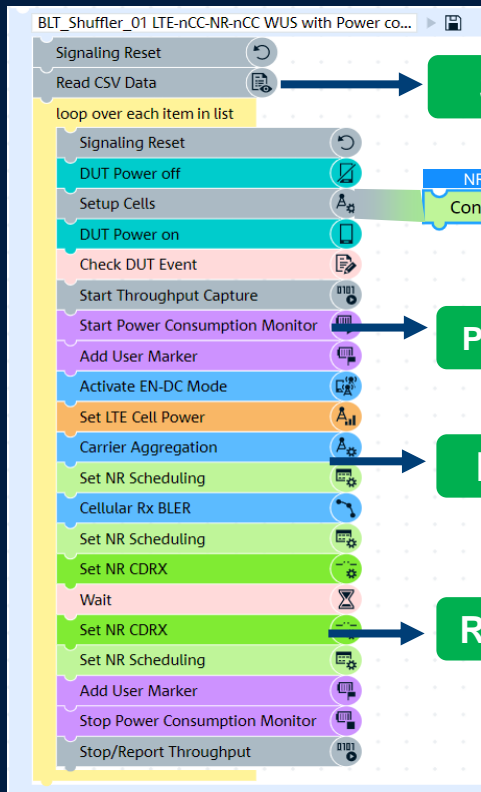 BLT_Shuffler_01 LTE-nCC-NR-nCC WUS with Power co...
Signaling Reset
Read CSV Data
loop over each item in list
Signaling Reset
DUT Power off
NR
Setup Cells
Con
DUT Power on
Check DUT Event
Start Throughput Capture
0101
Start Power Consumption Monitor
P
Add User Marker
Activate EN-DC Mode
Set LTE Cell Power
Carrier Aggregation
Set NR Scheduling
Cellular Rx BLER
Set NR Scheduling
Set NR CDRX
Wait
Set NR CDRX
R
Set NR Scheduling
Add User Marker
Stop Power Consumption Monitor
Stop/Report Throughput
0101